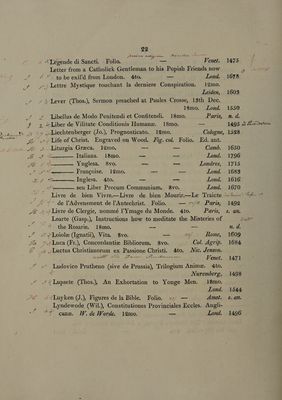 22
Légende di Sancti. Folio. — Venet. 1475
Letter from a Catholick Gentleman to his Popish Friends now
to be exil'd from London. 4to. — Lond. 1678
Lettre Mystique touchant la derniere Conspiration. 12mo.
Leiden, 1603
Lever (Thos.), Sermon preached at Paules Crosse, 13th Dec.
18mo. Lond. 1550
Libellus de Modo Penitendi et Confitendi. 18mo. Paris, n. d.
Liber de Vilitate Conditionis Humanæ. 18mo. — 1495
Liechtenberger (Jo.), Prognosticatio. 12mo. Cologne, 1528
Life of Christ. Engraved on Wood. Fig. col. Folio. Ed. ant.
Liturgia Græca. 12mo. — Camb. 1650
——— Italiana. 18mo. — Lond. 1796
——— Ynglesa. 8vo. — Londres, 1715
——— Françoise. 12mo. — Lond. 1683
——— Inglesa. 4to. — Lond. 1616
——— seu Liber Precum Communium. 8vo. Lond. 1670
Livre de bien Vivre.—Livre de bien Mourir.—Le Traicte
de l'Advenement de l'Antechrist. Folio. — Paris, 1492
Livre de Clergie, nommé l'Ymage du Monde. 4to. Paris, s. an.
Loarte (Gasp.), Instructions how to meditate the Misteries of
the Rosarie. 18mo. — n. d.
Loiolæ (Ignatii), Vita. 8vo. — Rome, 1609
Luca (Fr.), Concordantiæ Bibliorum. 8vo. Col. Agrip. 1684
Luctus Christianorum ex Passione Christi. 4to. Nic. Jenson.
Venet. 1471
Ludovico Prutheno (sive de Prussia), Trilogium Animæ. 4to.
Nuremberg, 1498
Lupsete (Thos.), An Exhortation to Yonge Men. 18mo.
Lond. 1544
Luyken (J.), Figures de la Bible. Folio. — Amst. s. an.
Lyndewode (Wil.), Constitutiones Provinciales Eccles. Angli-
canæ. W. de Worde. 12mo. — Lond. 1496